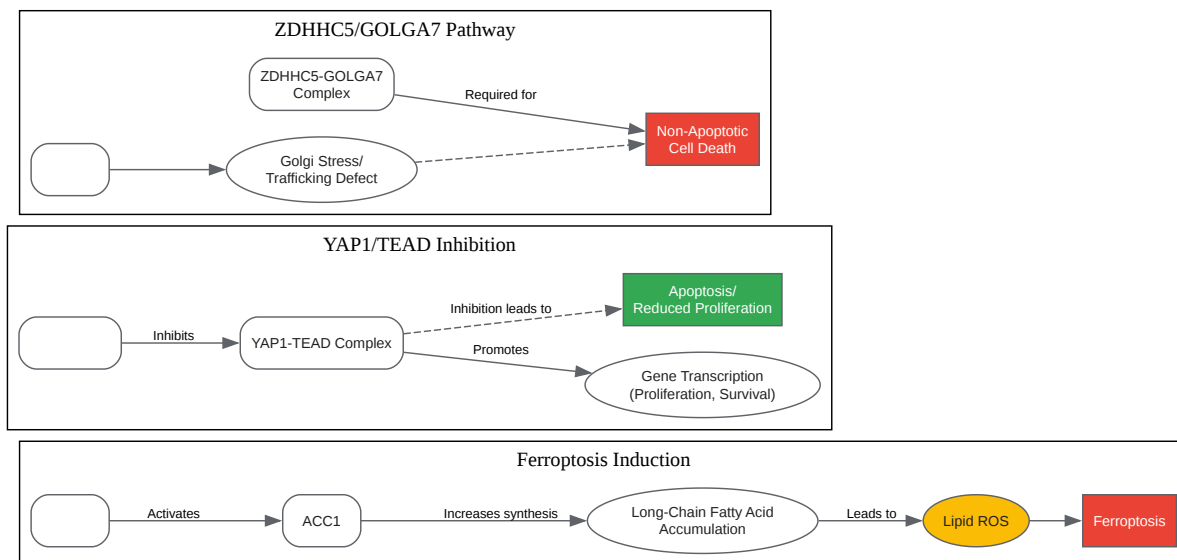 ZDHHC5/GOLGA7 Pathway
ZDHHC5-GOLGA7
Complex
Required for
Non-Apoptotic
Cell Death
Golgi Stress/
Trafficking Defect
YAP1/TEAD Inhibition
Apoptosis/
Reduced Proliferation
Inhibition leads to
Inhibits
YAP1-TEAD Complex
Promotes
Gene Transcription
(Proliferation, Survival)
Ferroptosis Induction
Activates
ACC1
Increases synthesis
Long-Chain Fatty Acid
Accumulation
Leads to
Lipid ROS
Ferroptosis